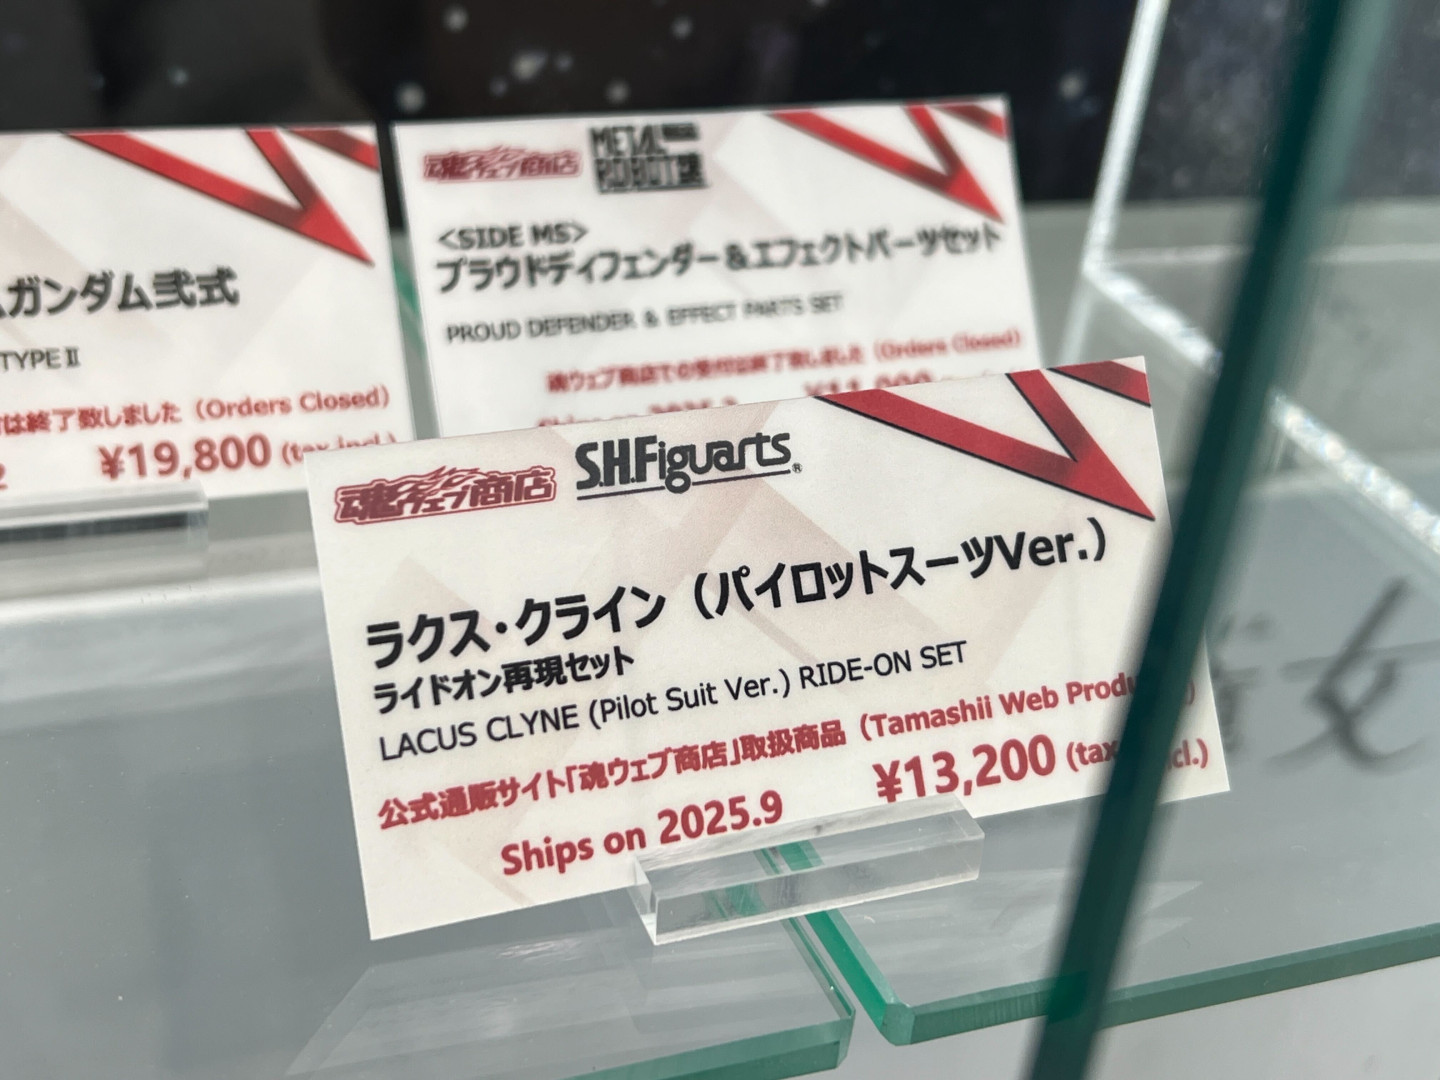 ガンダム弐式
TYPE II
は終了致しました（Orders Closed）
¥19,800 (tax incl.)
魂ウェブ商店
METAL ROBOT魂
<SIDE MS>
プラウドディフェンダー&エフェクトパーツセット
PROUD DEFENDER & EFFECT PARTS SET
魂ウェブ商店での受付は終了致しました（Orders Closed）
¥11,000
魂ウェブ商店
S.H.Figuarts®
ラクス・クライン（パイロットスーツVer.）
ライドオン再現セット
LACUS CLYNE (Pilot Suit Ver.) RIDE-ON SET
公式通販サイト「魂ウェブ商店」取扱商品（Tamashii Web Produ
Ships on 2025.9
¥13,200 (tax incl.)
女